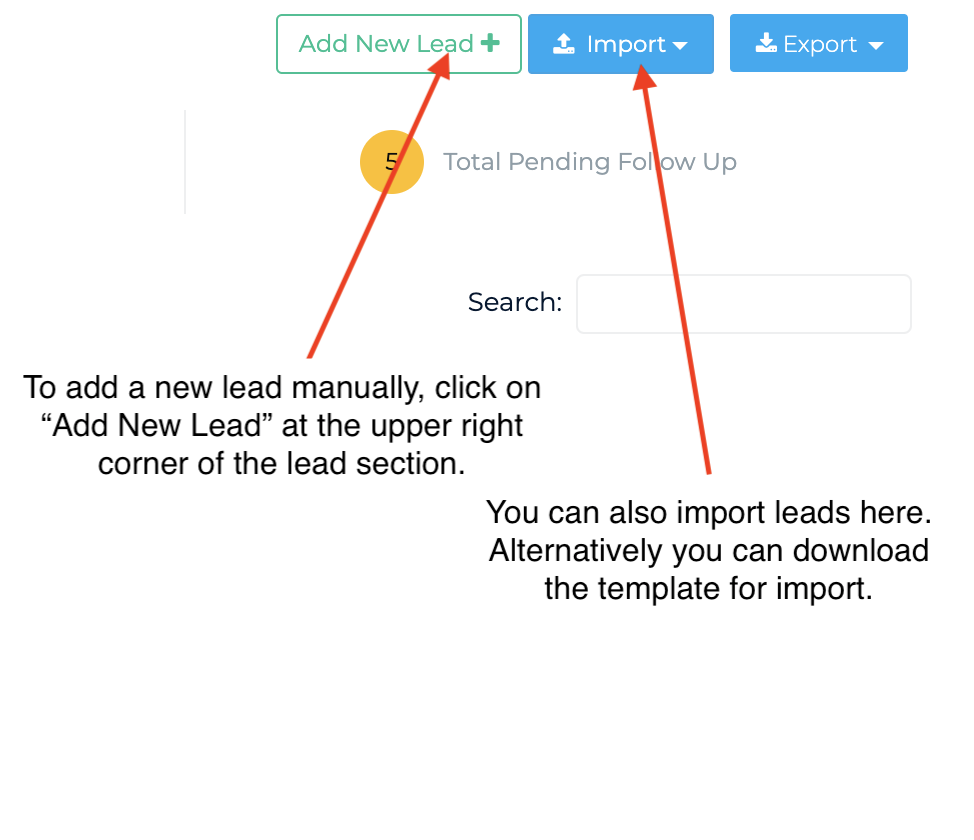 Add New Lead
Import
Export
5
Total Pending Follow Up
Search:
To add a new lead manually, click on
“Add New Lead” at the upper right
corner of the lead section.
You can also import leads here.
Alternatively you can download
the template for import.